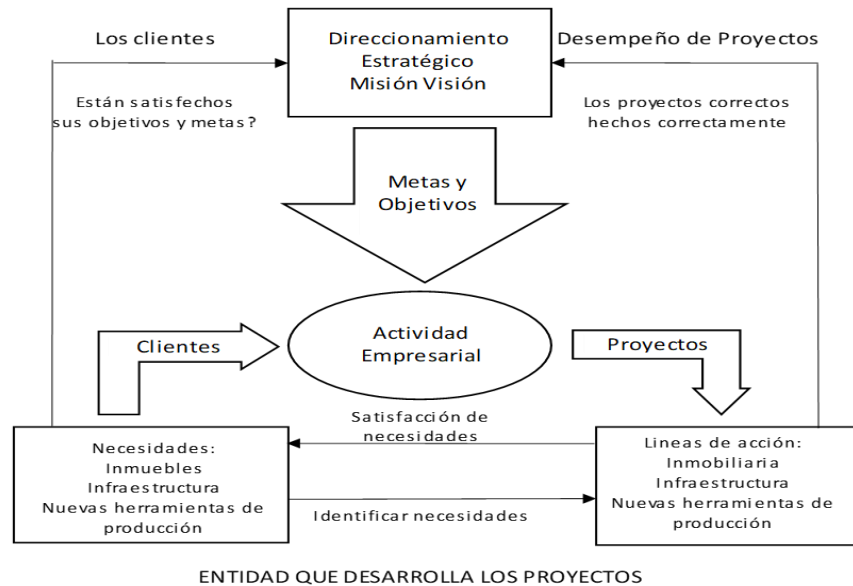 Los clientes
Direccionamiento
Estratégico
Misión Visión
Desempeño de Proyectos
Están satisfechos
sus objetivos y metas?
Los proyectos correctos
hechos correctamente
Metas y
Objetivos
Clientes
Actividad
Empresarial
Proyectos
Satisfacción de
necesidades
Necesidades:
Inmuebles
Infraestructura
Nuevas herramientas de
producción
Identificar necesidades
Lineas de acción:
Inmobiliaria
Infraestructura
Nuevas herramientas de
producción
ENTIDAD QUE DESARROLLA LOS PROYECTOS